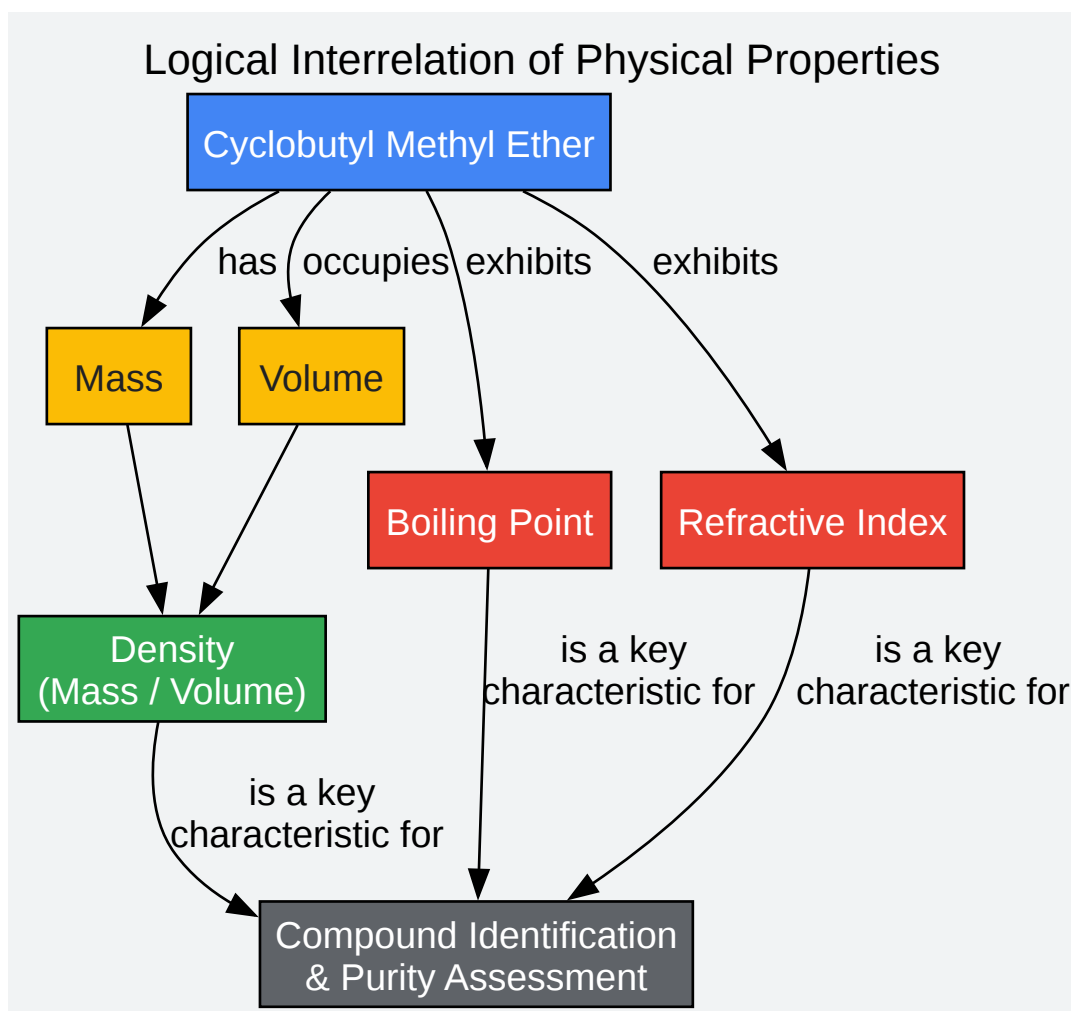 Logical Interrelation of Physical Properties
Cyclobutyl Methyl Ether
has
occupies
exhibits
exhibits
Mass
Volume
Boiling Point
Refractive Index
Density
(Mass / Volume)
is a key
characteristic for
is a key
characteristic for
is a key
characteristic for
Compound Identification
& Purity Assessment